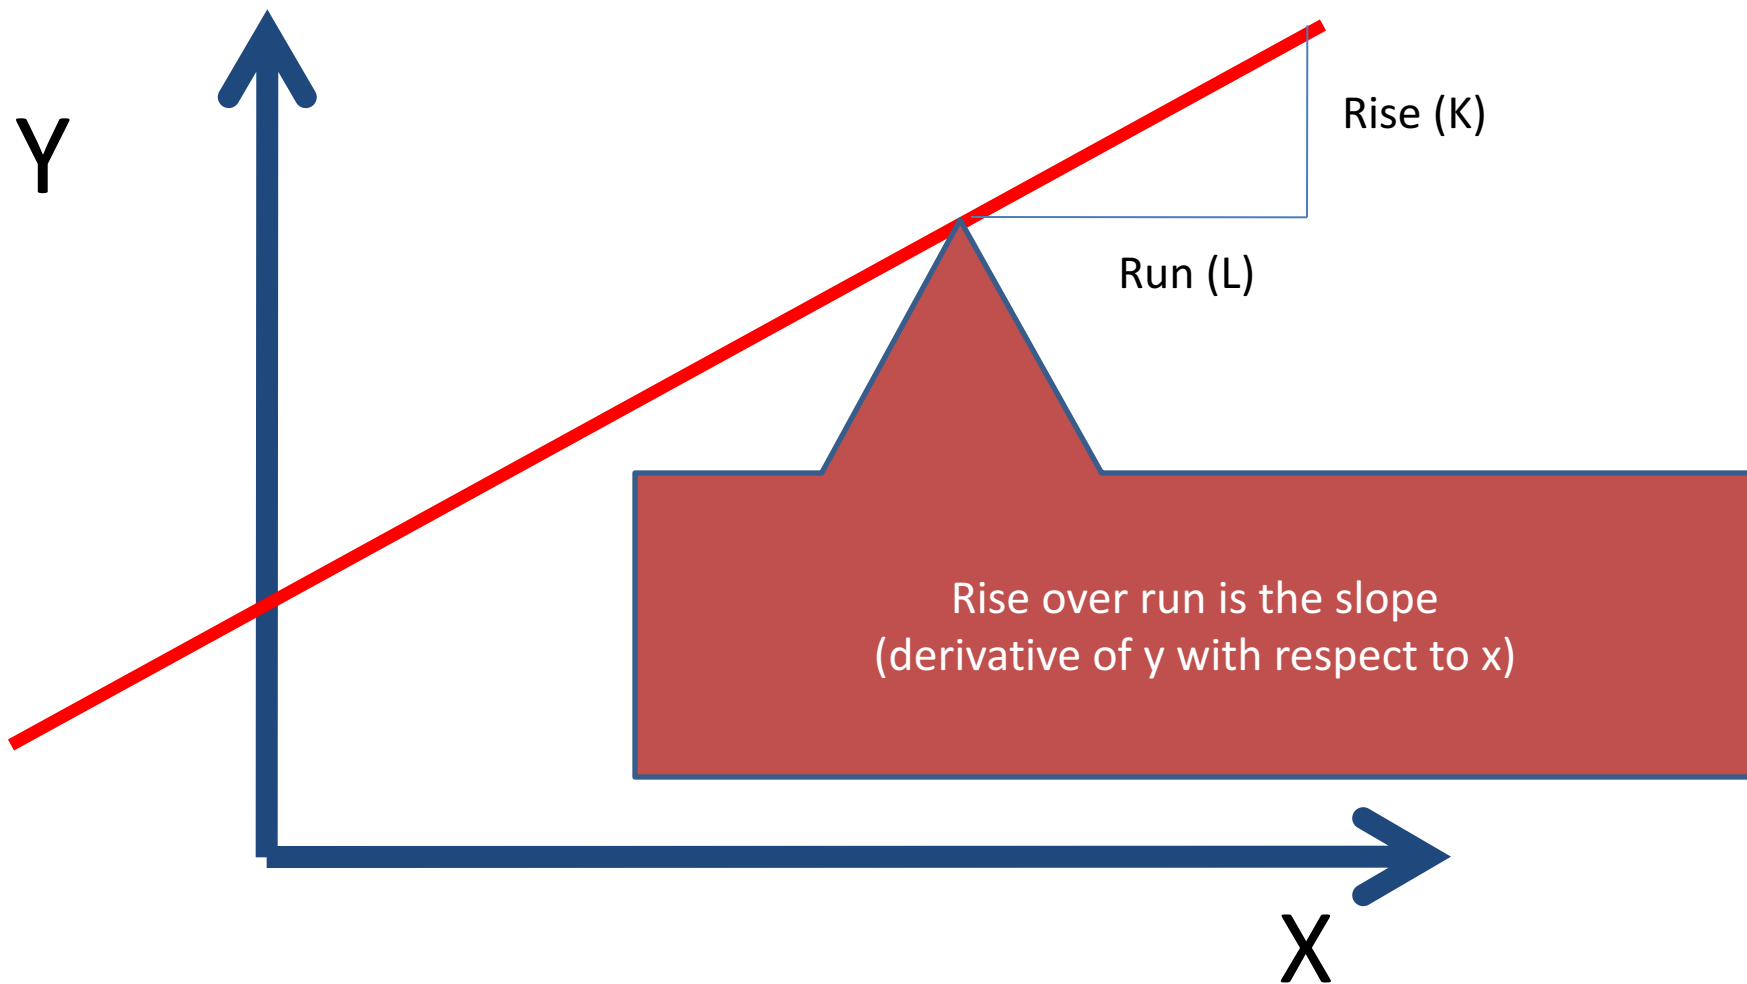 Y
Rise (K)
Run (L)
Rise over run is the slope
(derivative of y with respect to x)
X